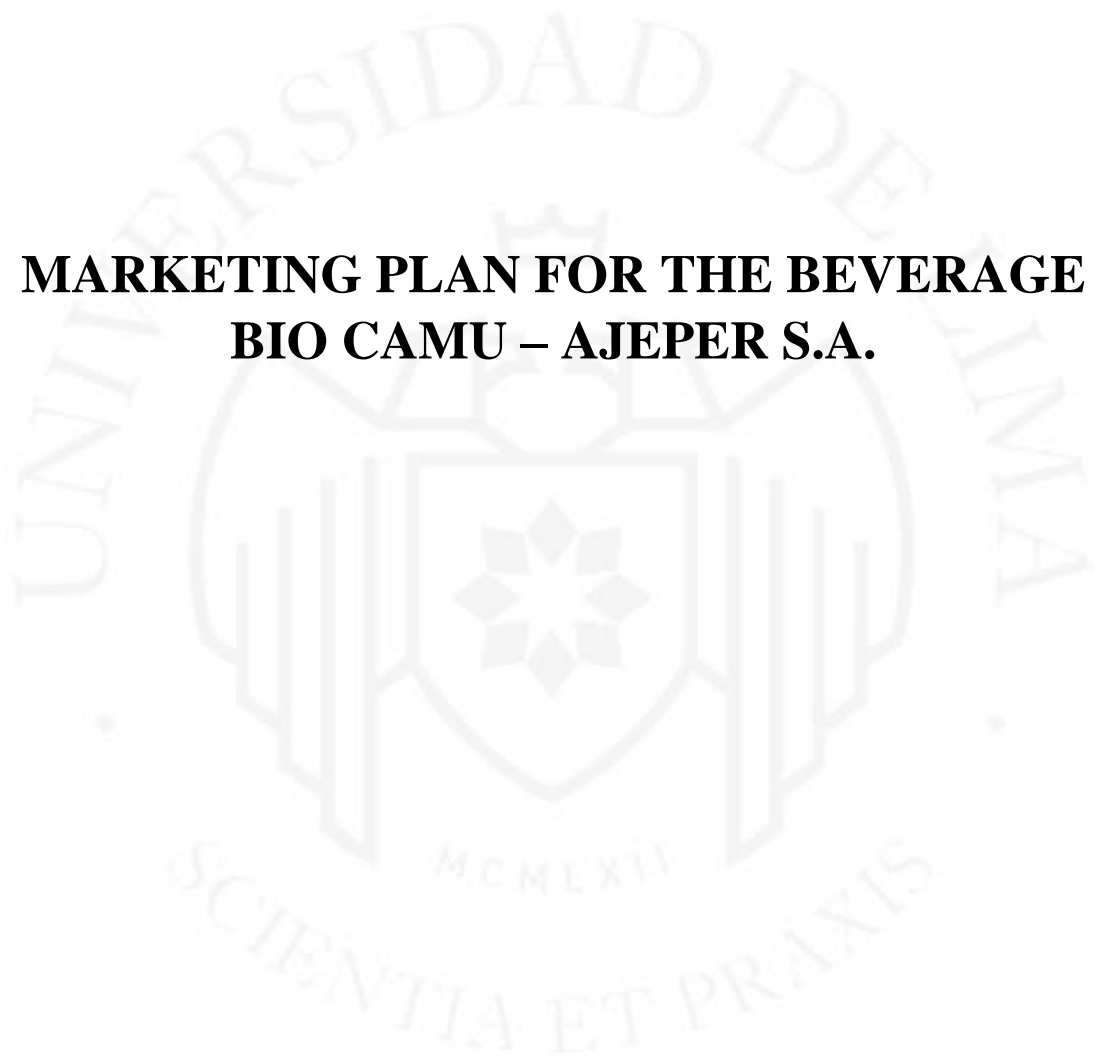 UNIVERSIDAD DE LIMA
MARKETING PLAN FOR THE BEVERAGE
BIO CAMU – AJEPER S.A.
MCMLXII
SCIENTIA ET PRAXIS